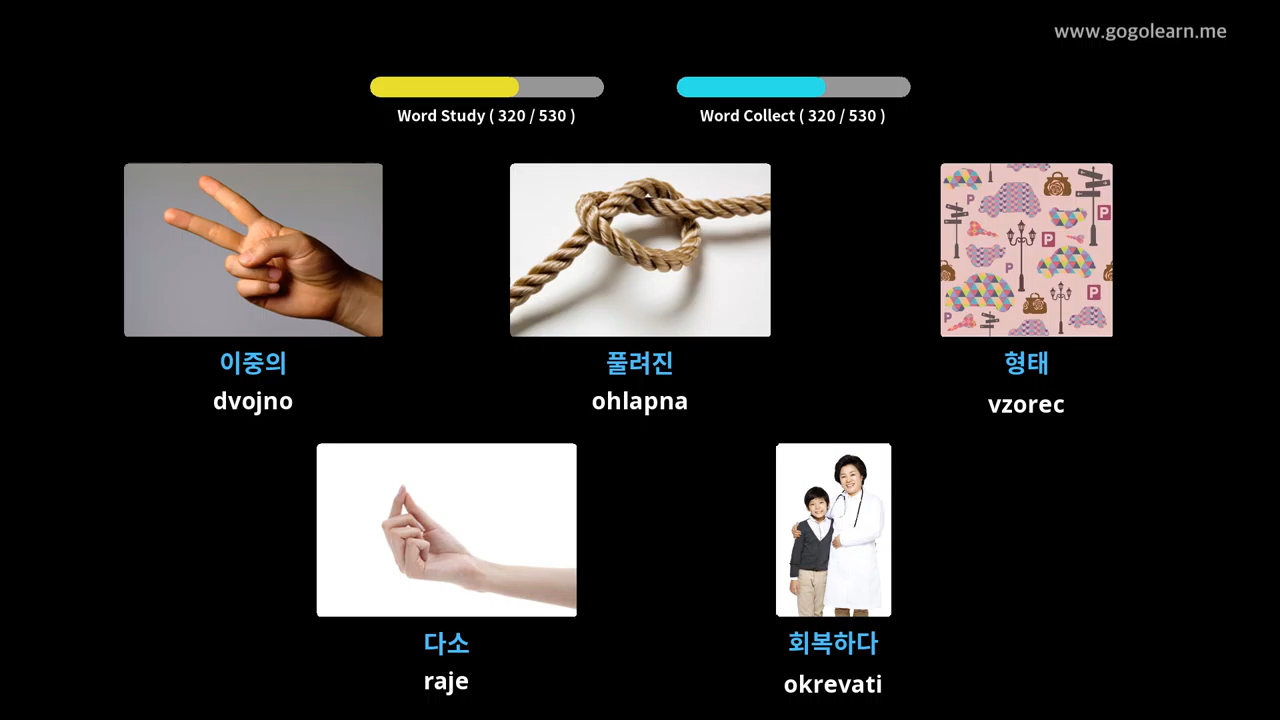 www.gogolearn.me
Word Study ( 320 / 530 )
Word Collect ( 320 / 530 )
P
P
P
P
P
P
이중의
dvojno
풀려진
ohlapna
형태
vzorec
다소
raje
회복하다
okrevati